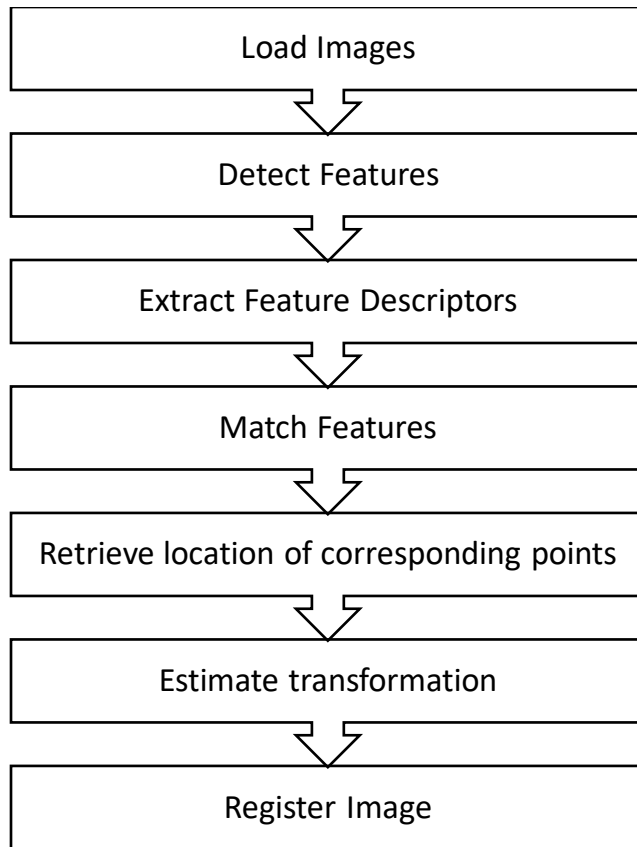 Load Images
Detect Features
Extract Feature Descriptors
Match Features
Retrieve location of corresponding points
Estimate transformation
Register Image